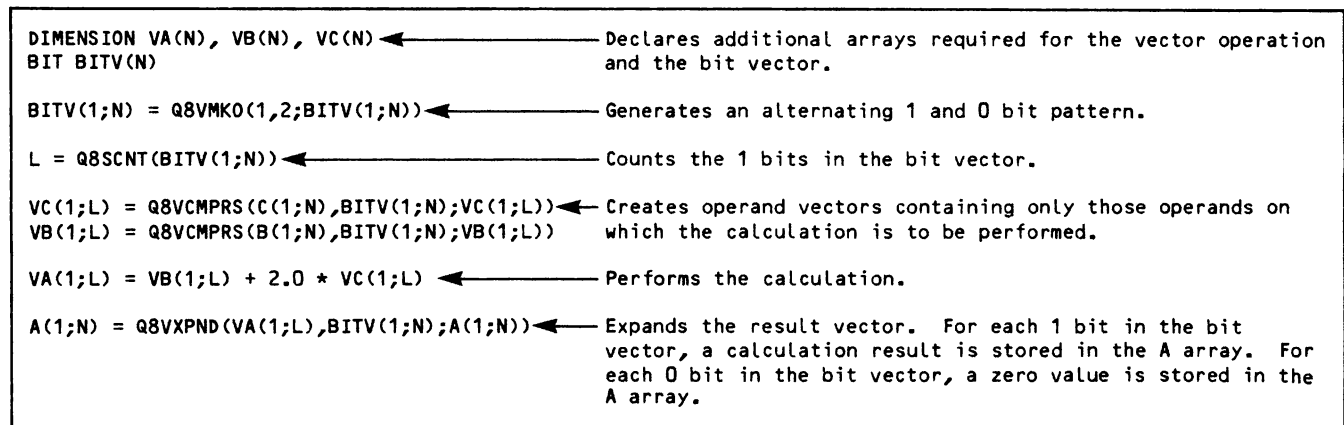 DIMENSION VA(N), VB(N), VC(N) Declares additional arrays required for the vector operation
BIT BITV(N) and the bit vector.
BITV(1;N) = Q8VMKO(1,2;BITV(1;N)) Generates an alternating 1 and 0 bit pattern.
L = Q8SCNT(BITV(1;N)) Counts the 1 bits in the bit vector.
VC(1;L) = Q8VCMPRS(C(1;N),BITV(1;N);VC(1;L)) Creates operand vectors containing only those operands on
VB(1;L) = Q8VCMPRS(B(1;N),BITV(1;N);VB(1;L)) which the calculation is to be performed.
VA(1;L) = VB(1;L) + 2.0 * VC(1;L) Performs the calculation.
A(1;N) = Q8VXPND(VA(1;L),BITV(1;N);A(1;N)) Expands the result vector. For each 1 bit in the bit
vector, a calculation result is stored in the A array. For
each 0 bit in the bit vector, a zero value is stored in the
A array.